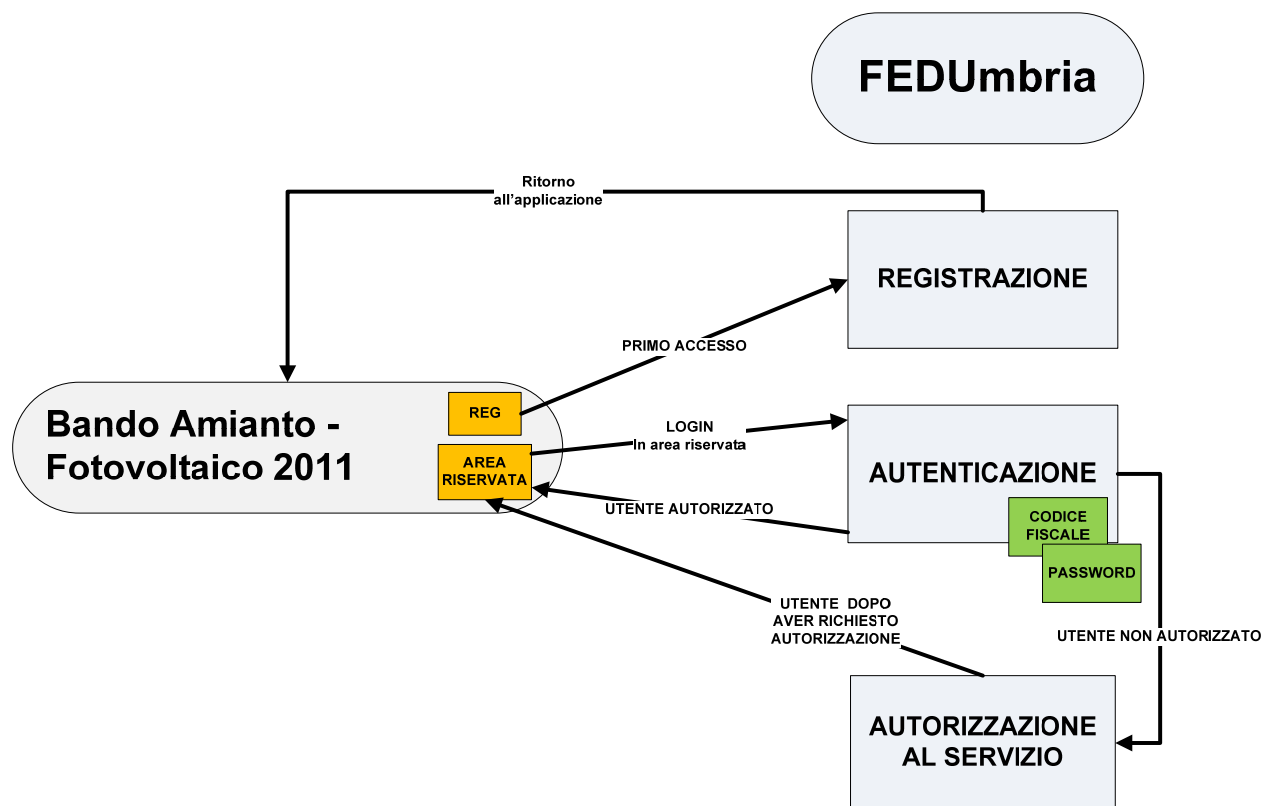 FEDUmbria
Ritorno
all'applicazione
REGISTRAZIONE
PRIMO ACCESSO
Bando Amianto -
Fotovoltaico 2011
REG
AREA
RISERVATA
LOGIN
In area riservata
AUTENTICAZIONE
UTENTE AUTORIZZATO
CODICE
FISCALE
PASSWORD
UTENTE DOPO
AVER RICHIESTO
AUTORIZZAZIONE
UTENTE NON AUTORIZZATO
AUTORIZZAZIONE
AL SERVIZIO